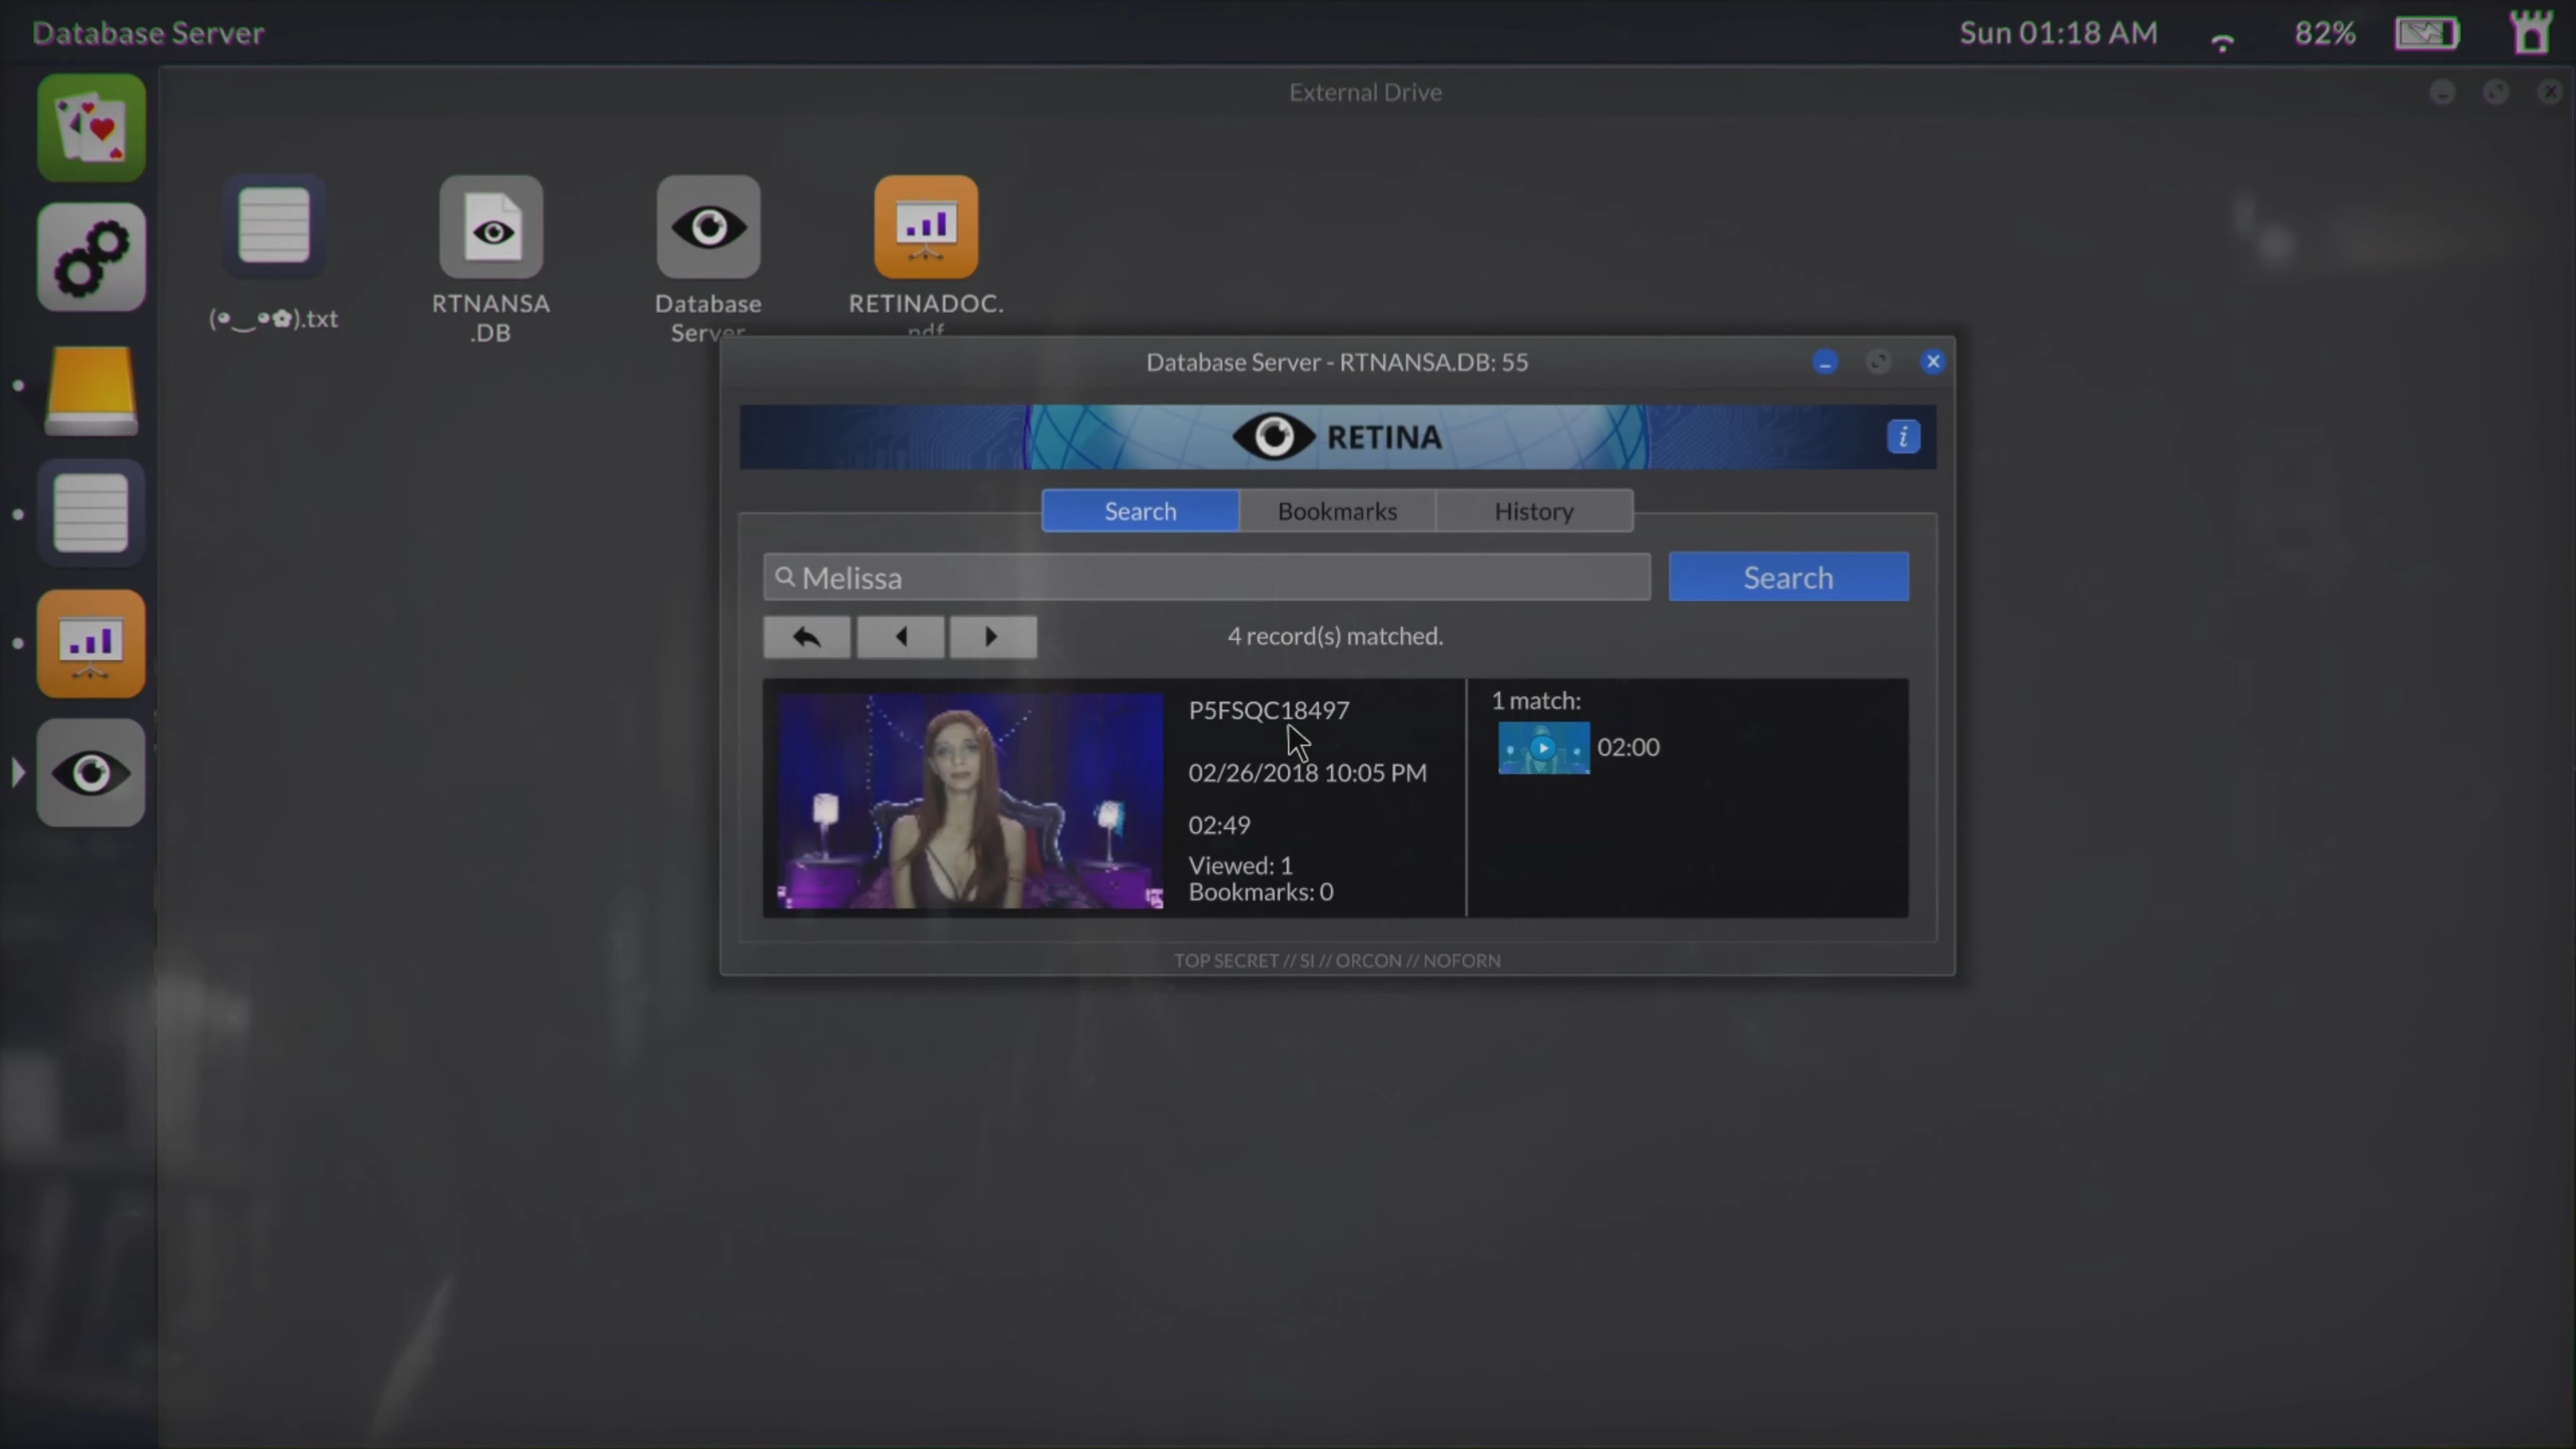 Database Server
Sun 01:18 AM
82%
External Drive
(•‿•✿).txt
RTNANSA
.DB
Database
Server
RETINADOC.
pdf
Database Server - RTNANSA.DB: 55
RETINA
i
Search
Bookmarks
History
Melissa
Search
4 record(s) matched.
P5FSQC18497
02/26/2018 10:05 PM
02:49
Viewed: 1
Bookmarks: 0
1 match:
02:00
TOP SECRET // SI // ORCON // NOFORN